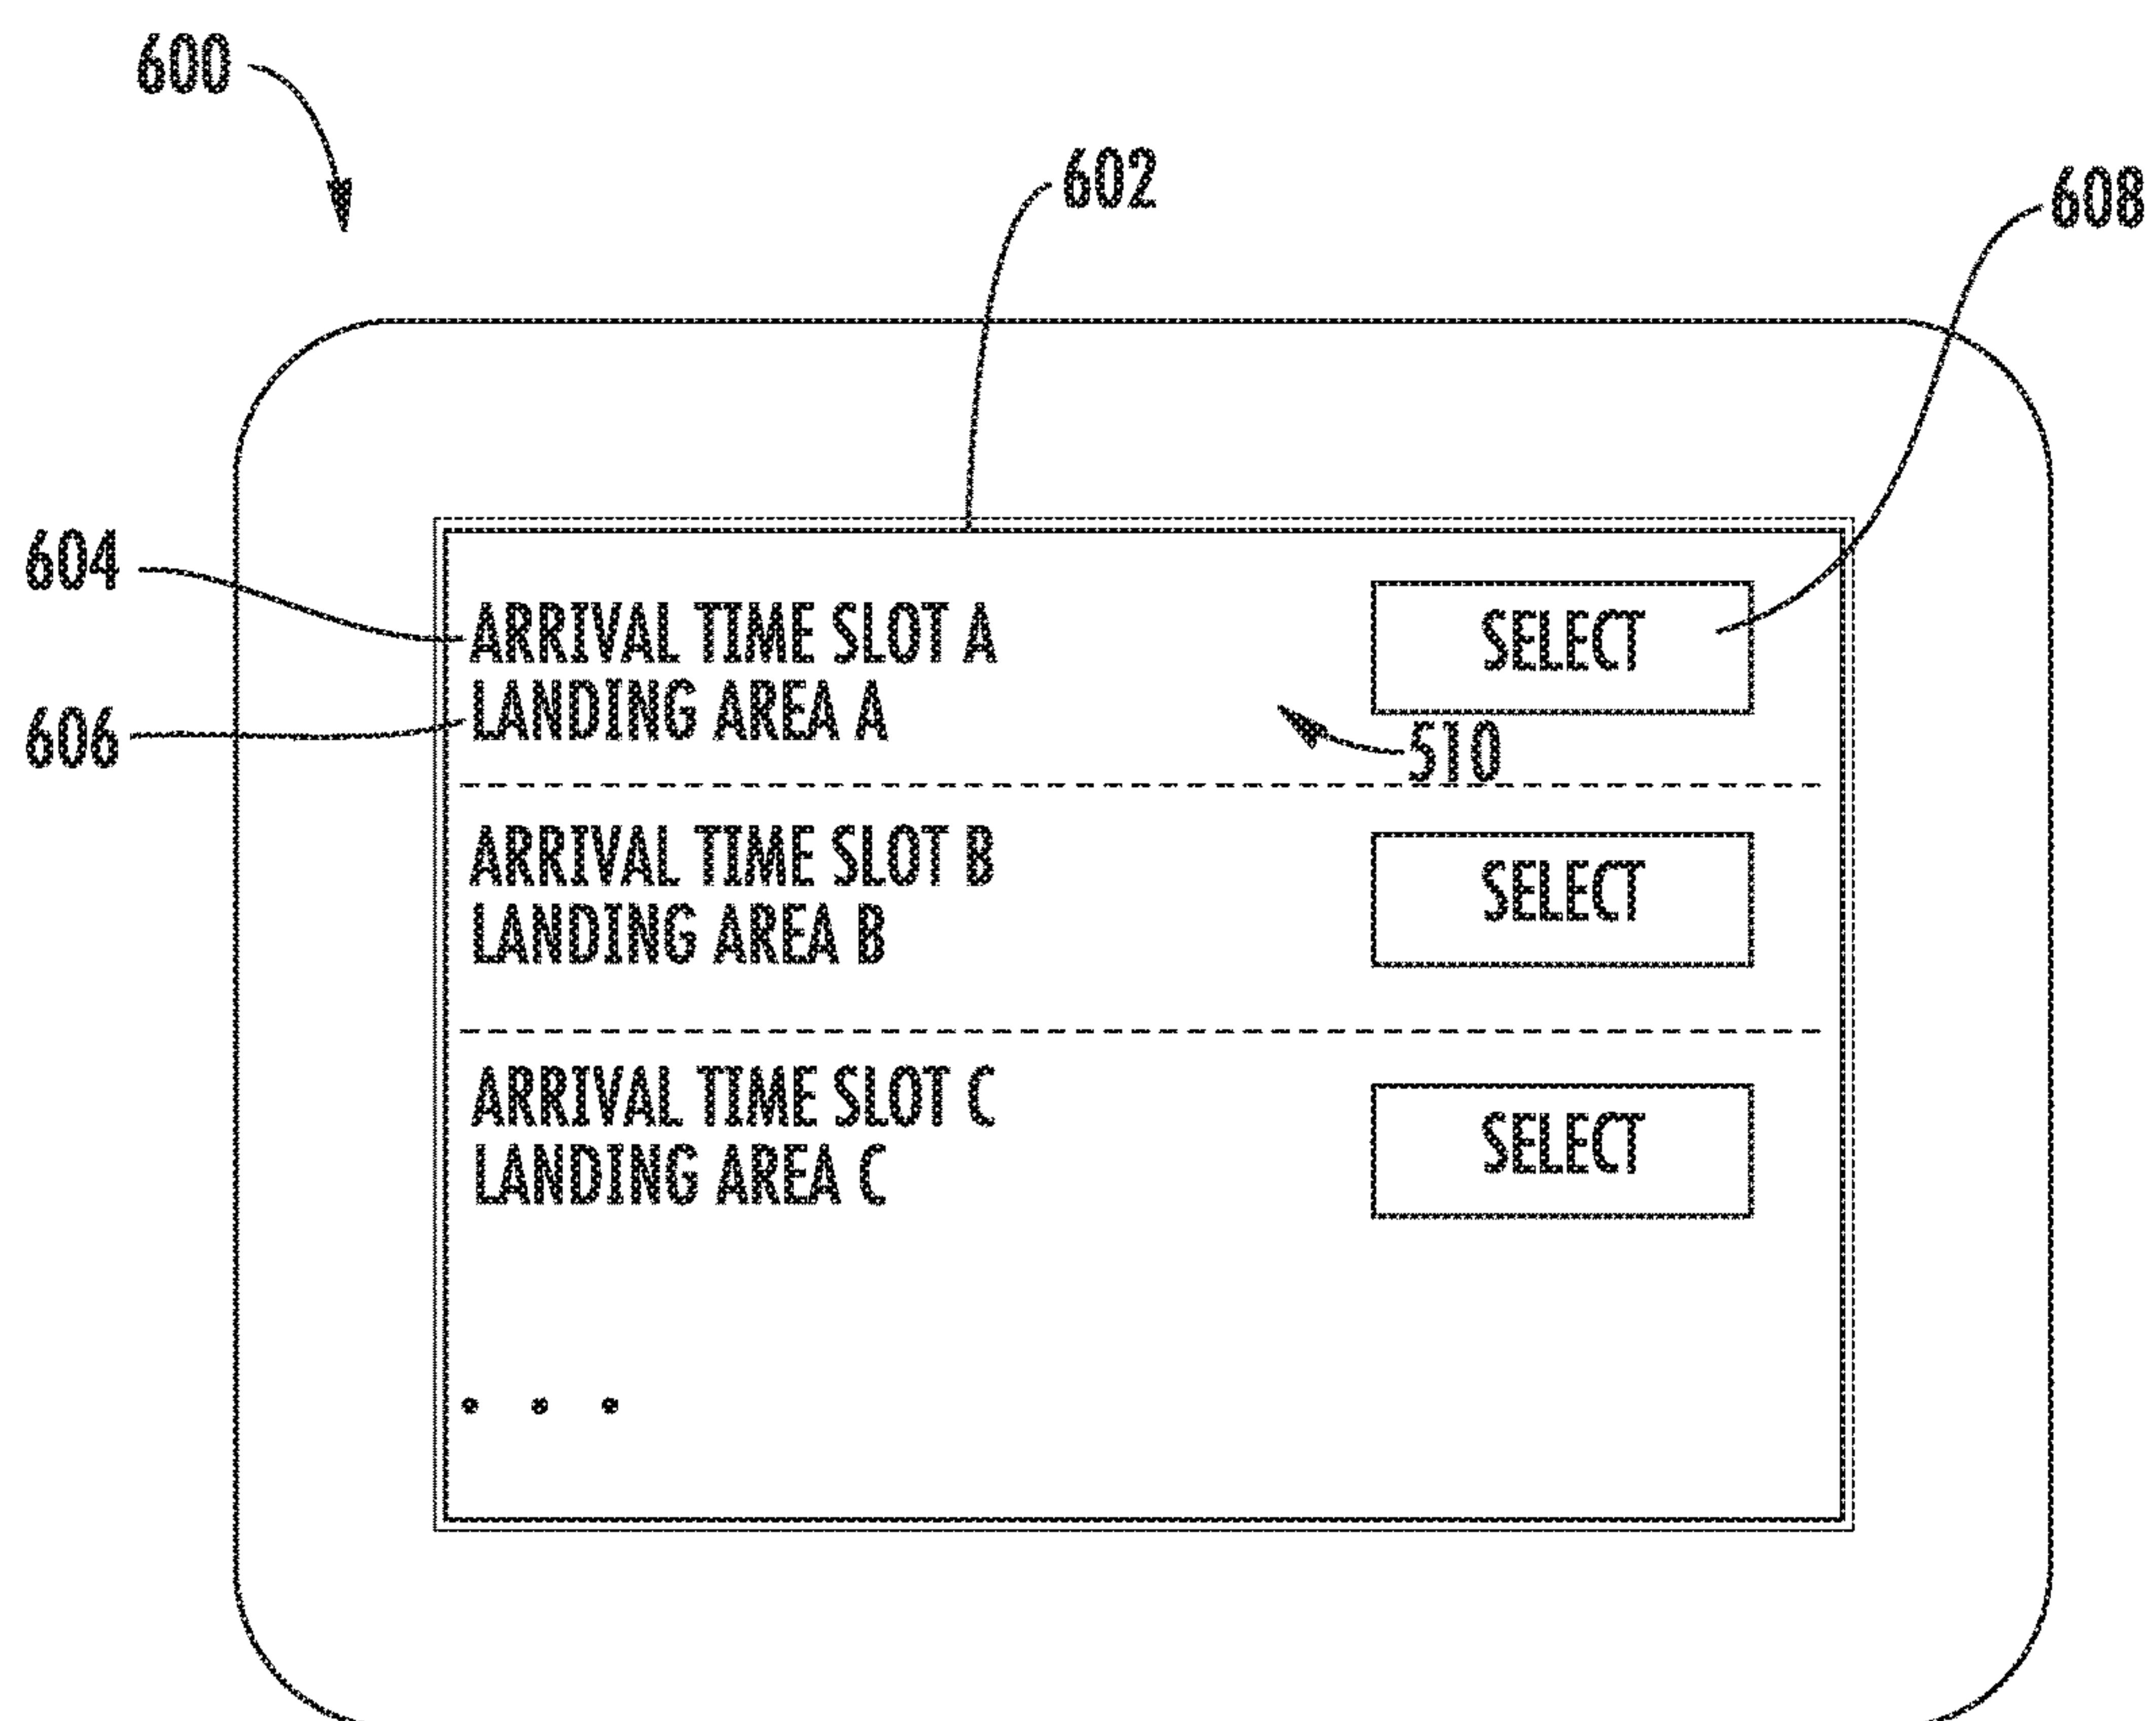 600
602
608
604
ARRIVAL TIME SLOT A
SELECT
606
LANDING AREA A
510
ARRIVAL TIME SLOT B
LANDING AREA B
SELECT
ARRIVAL TIME SLOT C
LANDING AREA C
SELECT
. . .